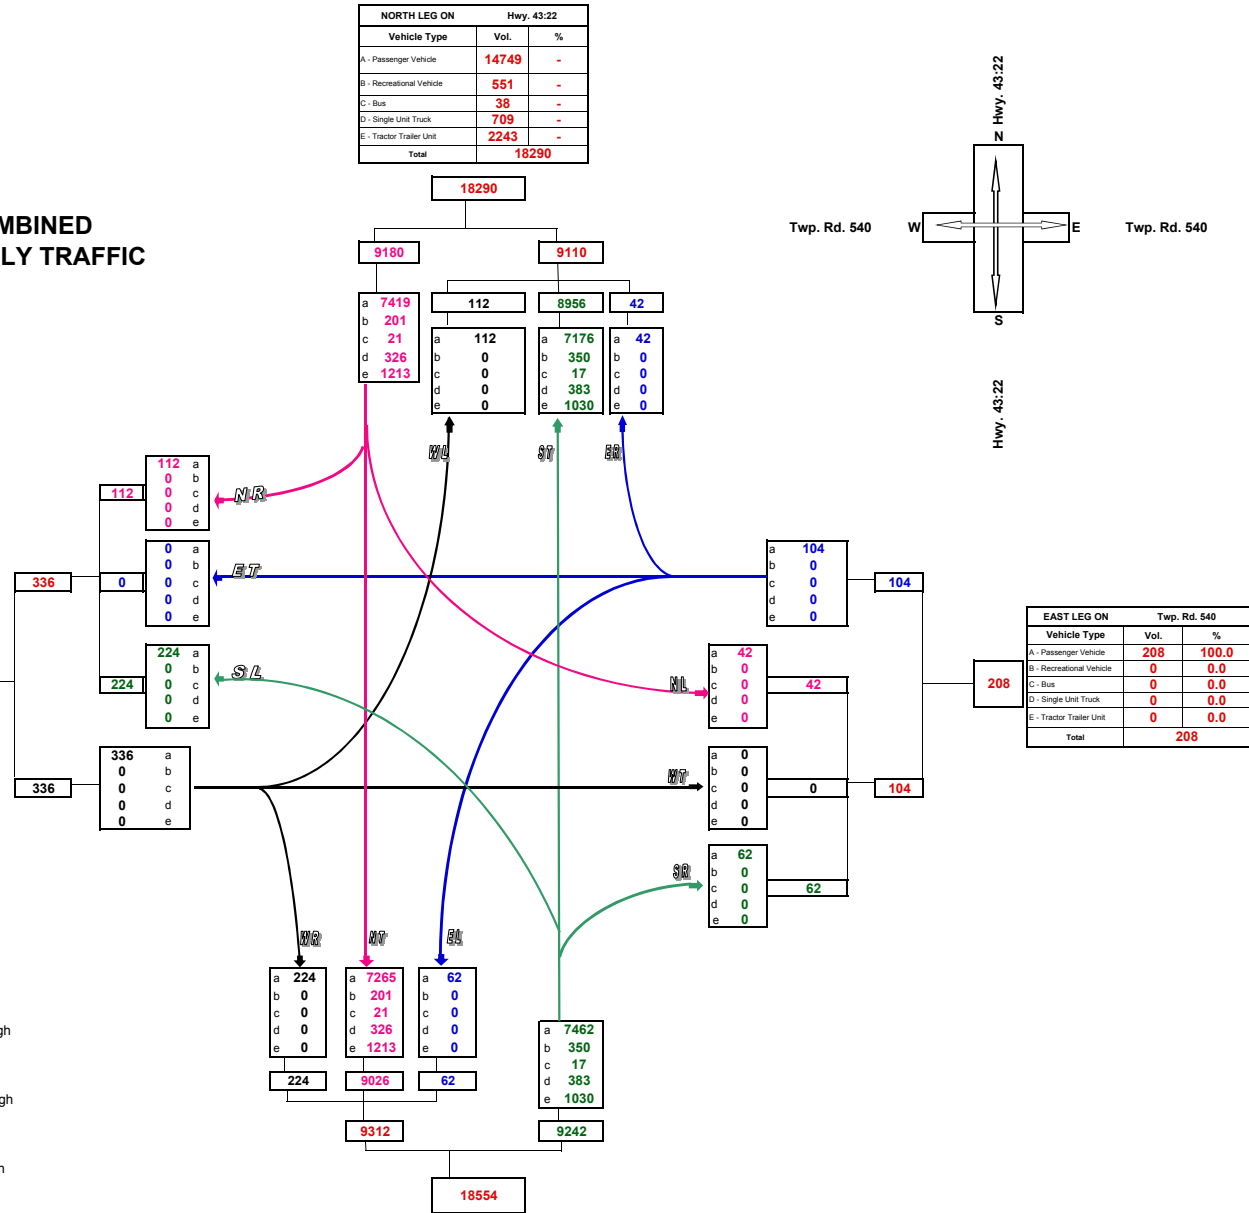 NORTH LEG ON Hwy. 43:22
Vehicle Type Vol. %
A - Passenger Vehicle 14749 -
B - Recreational Vehicle 551 -
C - Bus 38 -
D - Single Unit Truck 709 -
E - Tractor Trailer Unit 2243 -
Total 18290
18290
MBINED
LY TRAFFIC
9180
9110
a 7419
b 201
c 21
d 326
e 1213
112
8956
42
a 112
b 0
c 0
d 0
e 0
a 7176
b 350
c 17
d 383
e 1030
a 42
b 0
c 0
d 0
e 0
Hwy. 43:22
N
Twp. Rd. 540
W
E
Twp. Rd. 540
S
Hwy. 43:22
WL
ST
ER
112
112 a
0 b
0 c
0 d
0 e
NR
336
0
0 a
0 b
0 c
0 d
0 e
ET
224
224 a
0 b
0 c
0 d
0 e
SL
336
336 a
0 b
0 c
0 d
0 e
a 104
b 0
c 0
d 0
e 0
104
NL
a 42
b 0
c 0
d 0
e 0
42
208
EAST LEG ON Twp. Rd. 540
Vehicle Type Vol. %
A - Passenger Vehicle 208 100.0
B - Recreational Vehicle 0 0.0
C - Bus 0 0.0
D - Single Unit Truck 0 0.0
E - Tractor Trailer Unit 0 0.0
Total 208
WT
a 0
b 0
c 0
d 0
e 0
0
104
SR
a 62
b 0
c 0
d 0
e 0
62
WR
NT
EL
a 224
b 0
c 0
d 0
e 0
a 7265
b 201
c 21
d 326
e 1213
a 62
b 0
c 0
d 0
e 0
a 7462
b 350
c 17
d 383
e 1030
224
9026
62
9312
9242
18554
gh
gh
h